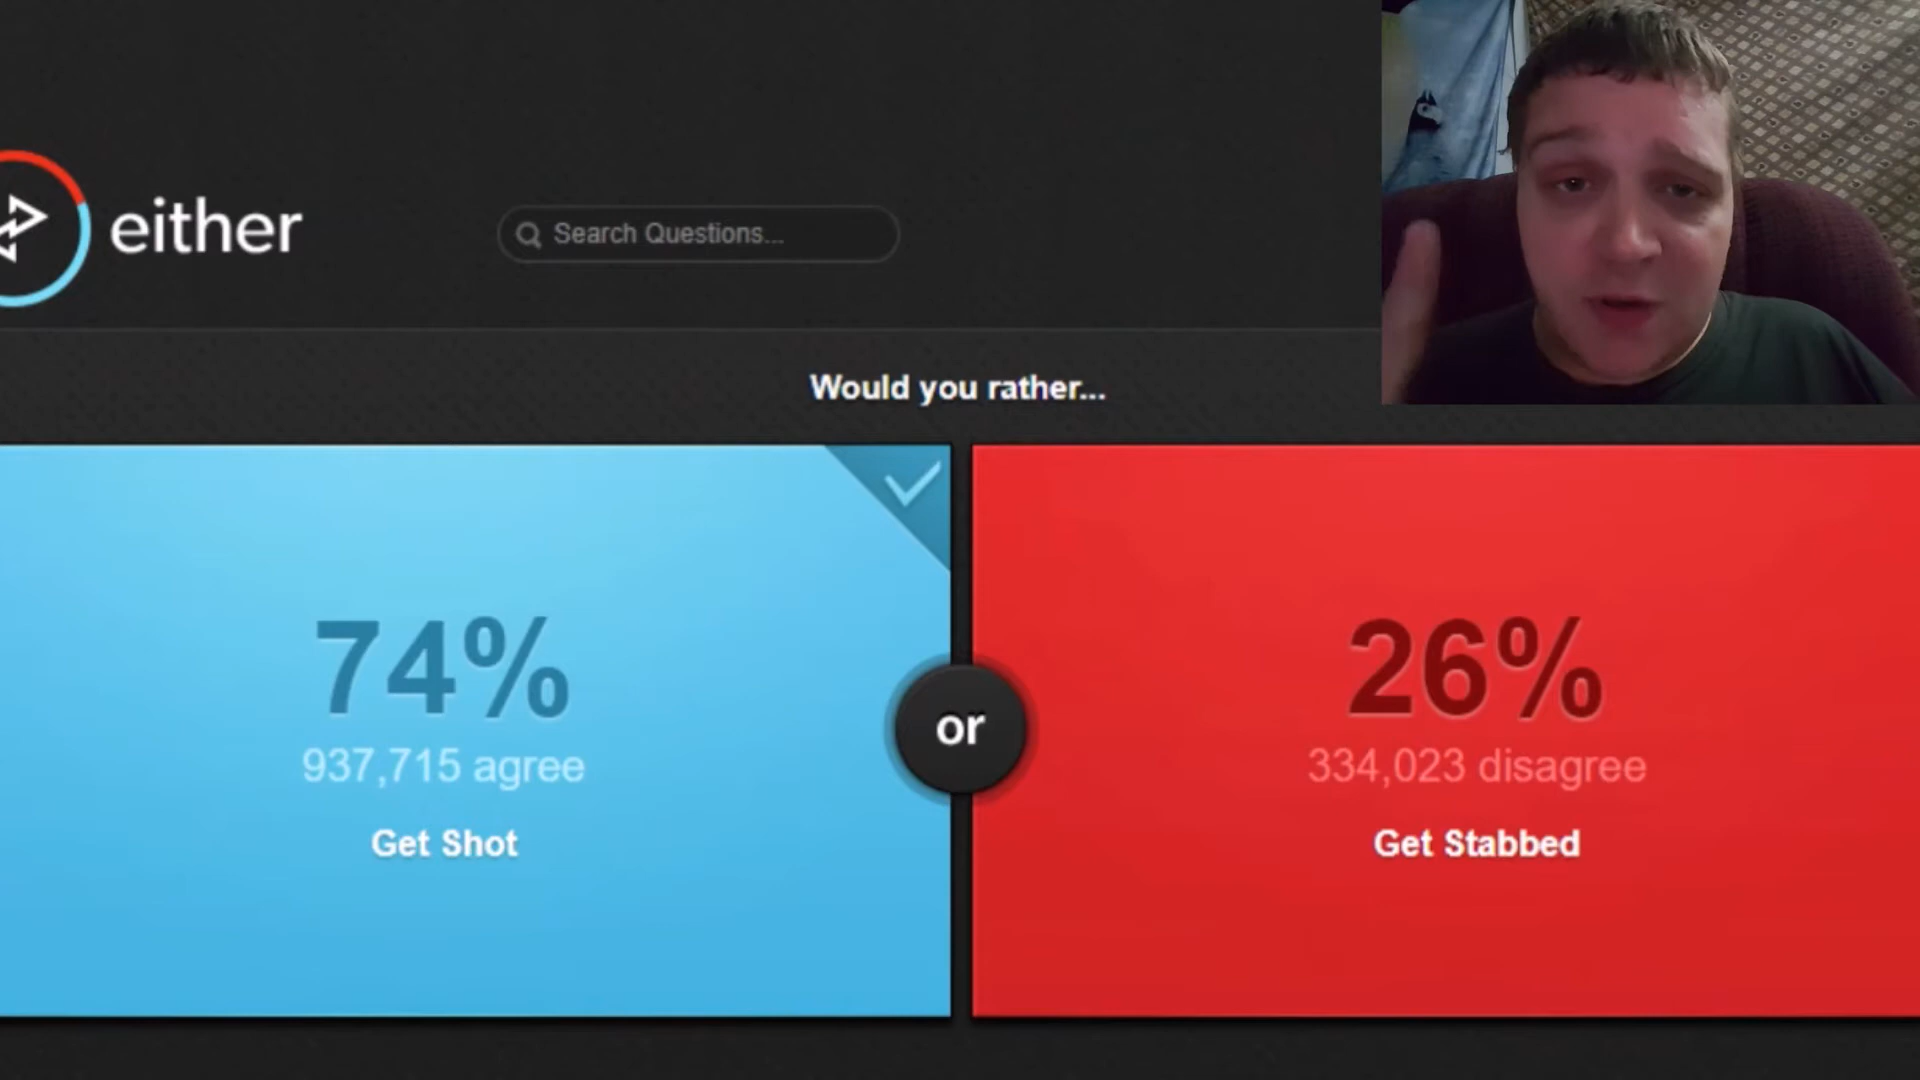 either
Search Questions...
Would you rather...
74%
937,715 agree
Get Shot
or
26%
334,023 disagree
Get Stabbed